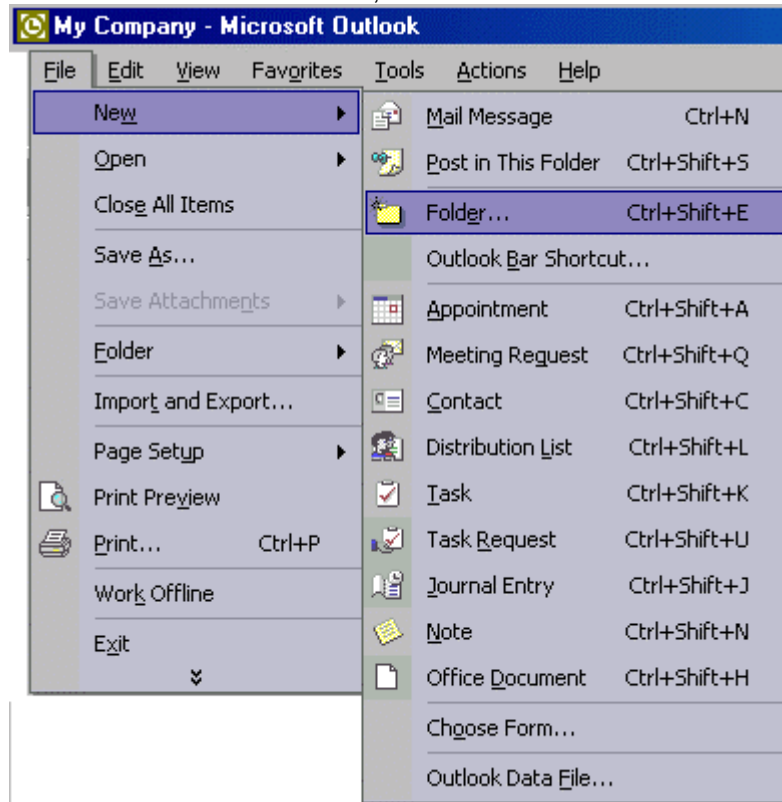 My Company - Microsoft Outlook
File Edit View Favorites Tools Actions Help
New
Open
Close All Items
Save As...
Save Attachments
Folder
Import and Export...
Page Setup
Print Preview
Print... Ctrl+P
Work Offline
Exit
Mail Message Ctrl+N
Post in This Folder Ctrl+Shift+S
Folder... Ctrl+Shift+E
Outlook Bar Shortcut...
Appointment Ctrl+Shift+A
Meeting Request Ctrl+Shift+Q
Contact Ctrl+Shift+C
Distribution List Ctrl+Shift+L
Task Ctrl+Shift+K
Task Request Ctrl+Shift+U
Journal Entry Ctrl+Shift+J
Note Ctrl+Shift+N
Office Document Ctrl+Shift+H
Choose Form...
Outlook Data File...